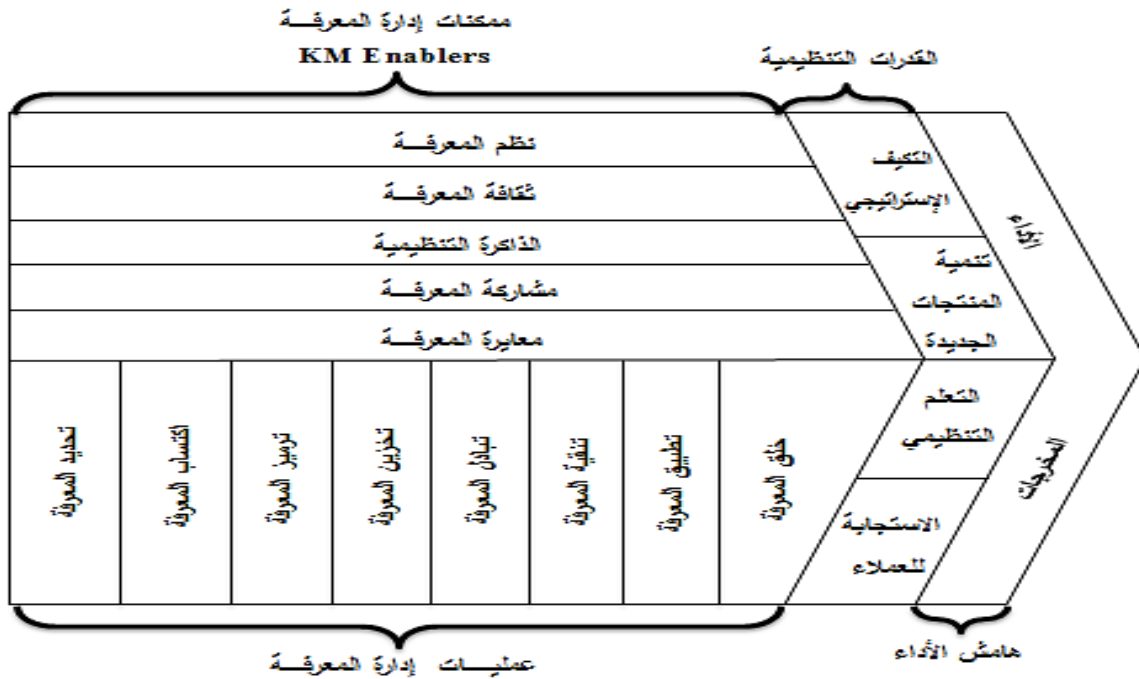 ممكنات إدارة المعرفة
KM Enablers
القدرات التنظيمية
نظم المعرفة
ثقافة المعرفة
الذاكرة التنظيمية
مشاركة المعرفة
معايرة المعرفة
التكيف
الإستراتيجي
تنمية
المنتجات
الجديدة
التعلم
التنظيمي
الاستجابة
للعملاء
الأداء
المخرجات
خلق المعرفة
تطبيق المعرفة
تنقية المعرفة
تبادل المعرفة
تخزين المعرفة
ترميز المعرفة
اكتساب المعرفة
تحديد المعرفة
عمليات إدارة المعرفة
هامش الأداء